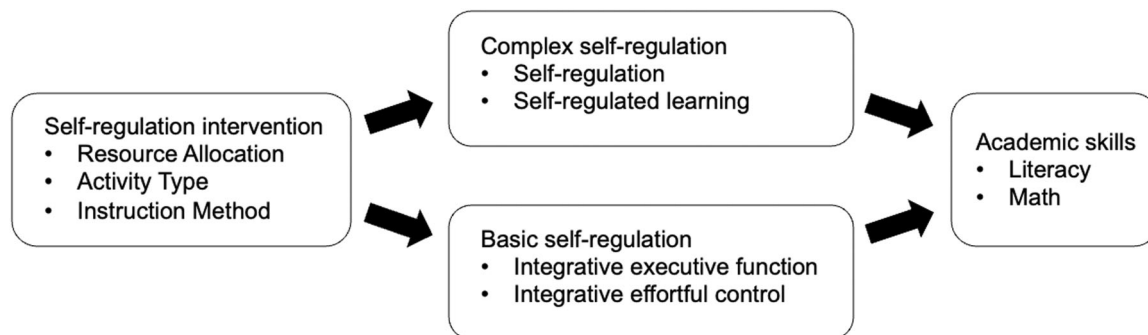 Self-regulation intervention
• Resource Allocation
• Activity Type
• Instruction Method
Complex self-regulation
• Self-regulation
• Self-regulated learning
Basic self-regulation
• Integrative executive function
• Integrative effortful control
Academic skills
• Literacy
• Math